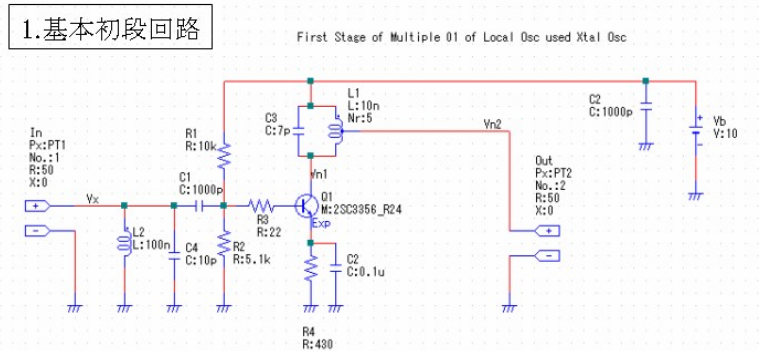 1.基本初段回路
First Stage of Multiple 01 of Local Osc used Xtal Osc
L1
L:10n
Nr:5
C3
C:7p
C2
C:1000p
Vb
V:10
In
Px:PT1
No.:1
R:50
X:0
R1
R:10k
Vn2
Out
Px:PT2
No.:2
R:50
X:0
C1
C:1000p
Vn1
Vx
Q1
M:2SC3356_R24
Exp
R3
R:22
L2
L:100n
C4
C:10p
R2
R:5.1k
C2
C:0.1u
R4
R:430